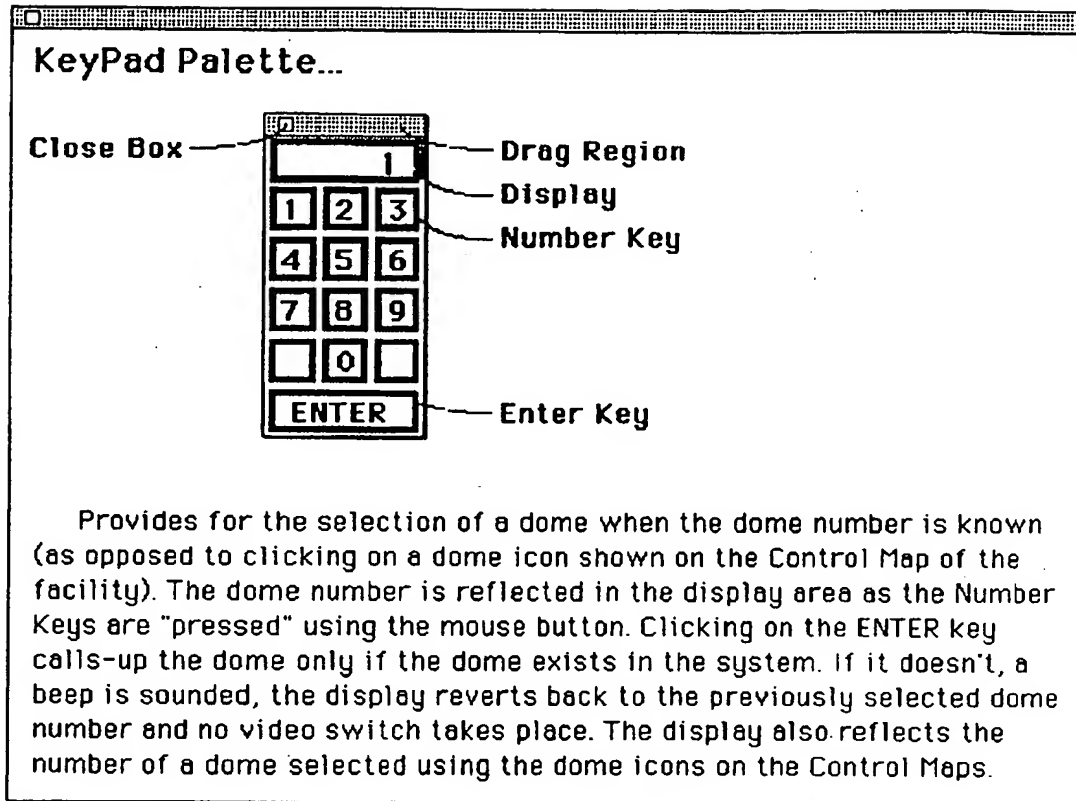 KeyPad Palette...
Close Box
Drag Region
1
Display
1 2 3
Number Key
4 5 6
7 8 9
0
ENTER
Enter Key
Provides for the selection of a dome when the dome number is known
(as opposed to clicking on a dome icon shown on the Control Map of the
facility). The dome number is reflected in the display area as the Number
Keys are "pressed" using the mouse button. Clicking on the ENTER key
calls-up the dome only if the dome exists in the system. If it doesn't, a
beep is sounded, the display reverts back to the previously selected dome
number and no video switch takes place. The display also reflects the
number of a dome selected using the dome icons on the Control Maps.